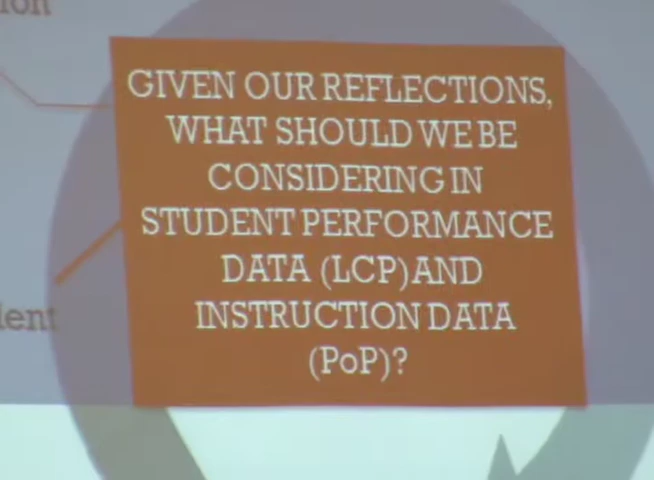 GIVEN OUR REFLECTIONS,
WHAT SHOULD WE BE
CONSIDERING IN
STUDENT PERFORMANCE
DATA (LCP) AND
INSTRUCTION DATA
(PoP)?